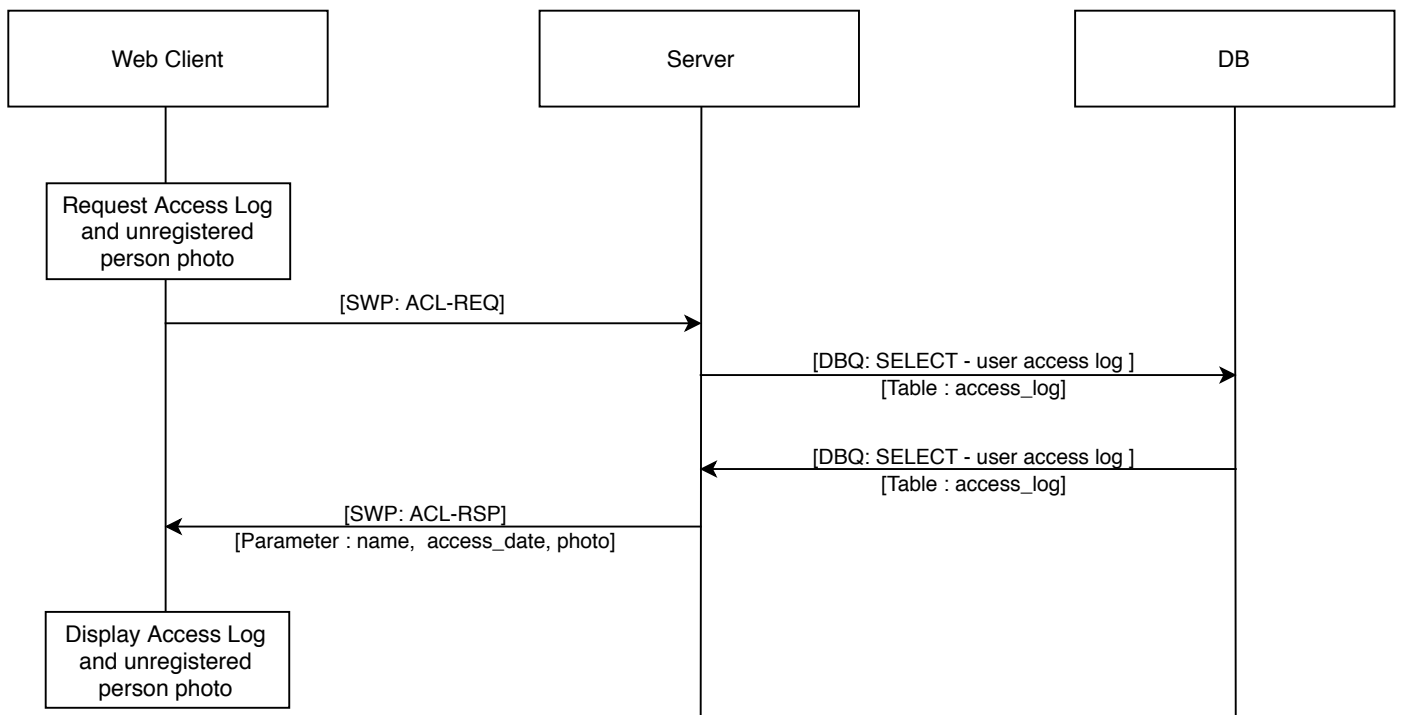 Web Client
Server
DB
Request Access Log
and unregistered
person photo
[SWP: ACL-REQ]
[DBQ: SELECT - user access log ]
[Table : access_log]
[DBQ: SELECT - user access log ]
[Table : access_log]
[SWP: ACL-RSP]
[Parameter : name,  access_date, photo]
Display Access Log
and unregistered
person photo